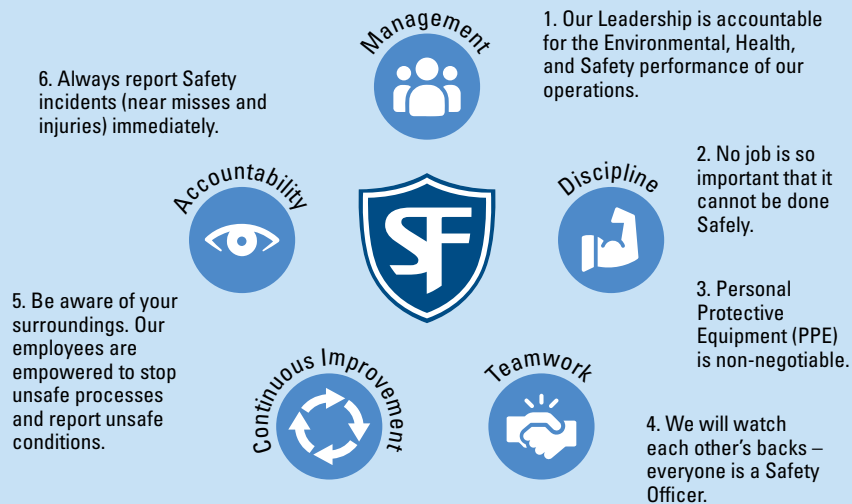 Management
1. Our Leadership is accountable
for the Environmental, Health,
and Safety performance of our
operations.
Discipline
2. No job is so
important that it
cannot be done
Safely.
3. Personal
Protective
Equipment (PPE)
is non-negotiable.
Teamwork
4. We will watch
each other’s backs –
everyone is a Safety
Officer.
Continuous Improvement
5. Be aware of your
surroundings. Our
employees are
empowered to stop
unsafe processes
and report unsafe
conditions.
Accountability
6. Always report Safety
incidents (near misses and
injuries) immediately.
SF